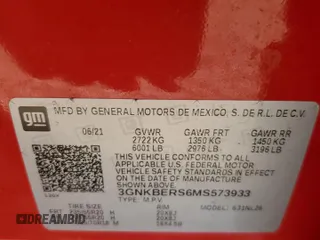 gm
MFD BY GENERAL MOTORS DE MEXICO, S. DE R.L. DE C.V.
06/21 GVWR GAWR FRT GAWR RR
2722 KG 1350 KG 1450 KG
6001 LB 2976 LB 3196 LB
THIS VEHICLE CONFORMS TO ALL
APPLICABLE U.S. FEDERAL MOTOR
VEHICLE SAFETY STANDARDS IN EFFECT
ON THE DATE OF MANUFACTURE
SHOWN ABOVE.
3GNKBERS6MS573933
TYPE: M.P.V.
DREAMBID